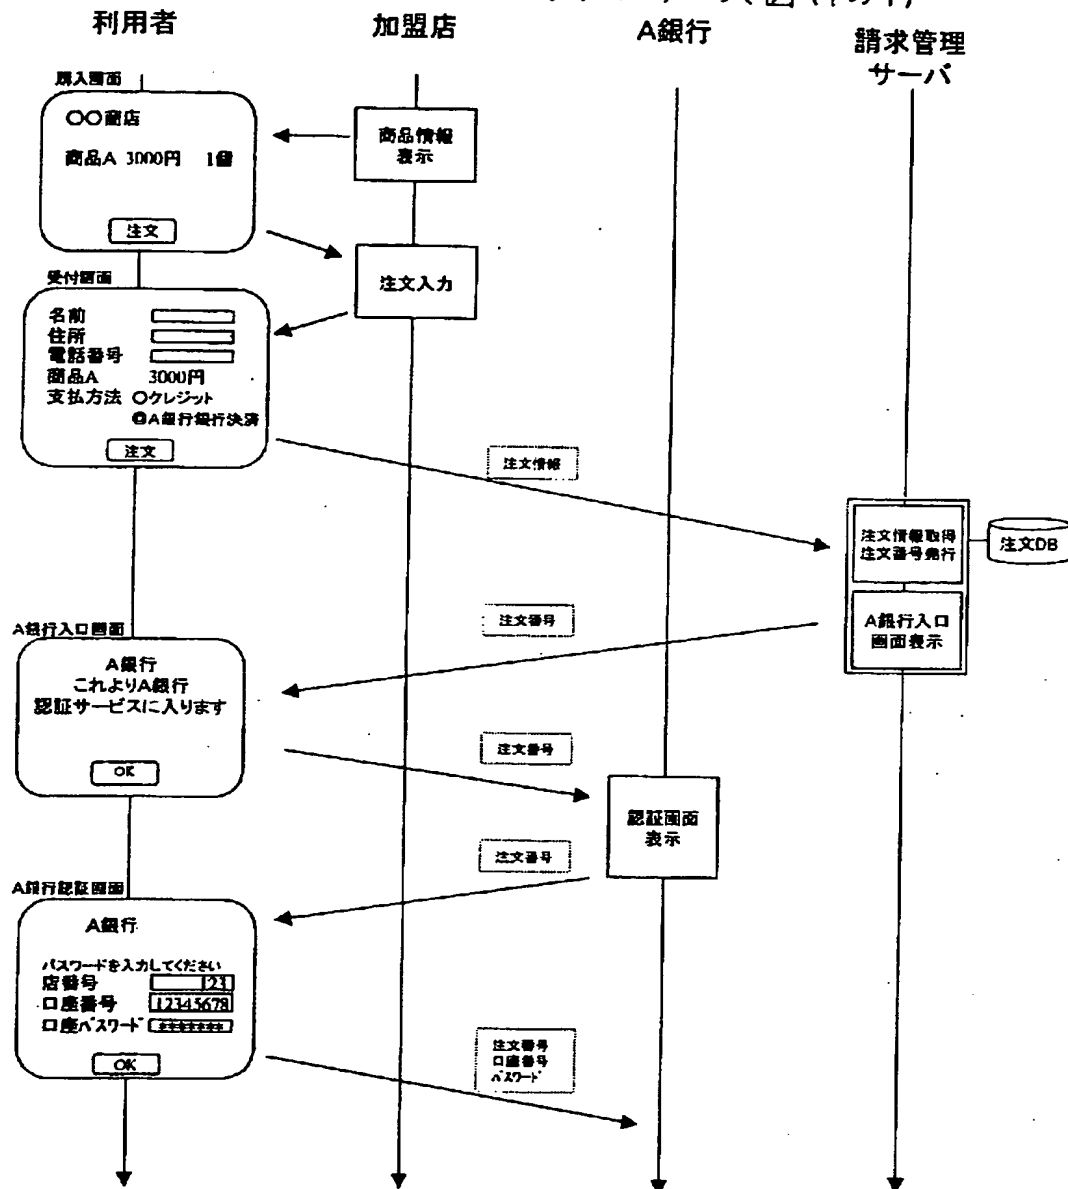 利用者
加盟店
A銀行
請求管理
サーバ
購入画面
〇〇商店
商品A 3000円 1個
注文
商品情報
表示
注文入力
受付画面
名前
住所
電話番号
商品A 3000円
支払方法 ○クレジット
◎A銀行銀行決済
注文
注文情報
注文情報取得
注文番号発行
注文DB
A銀行入口
画面表示
注文番号
A銀行入口画面
A銀行
これよりA銀行
認証サービスに入ります
OK
注文番号
認証画面
表示
注文番号
A銀行認証画面
A銀行
パスワードを入力してください
店番号 123
口座番号 12345678
口座パスワード *******
OK
注文番号
口座番号
パスワード